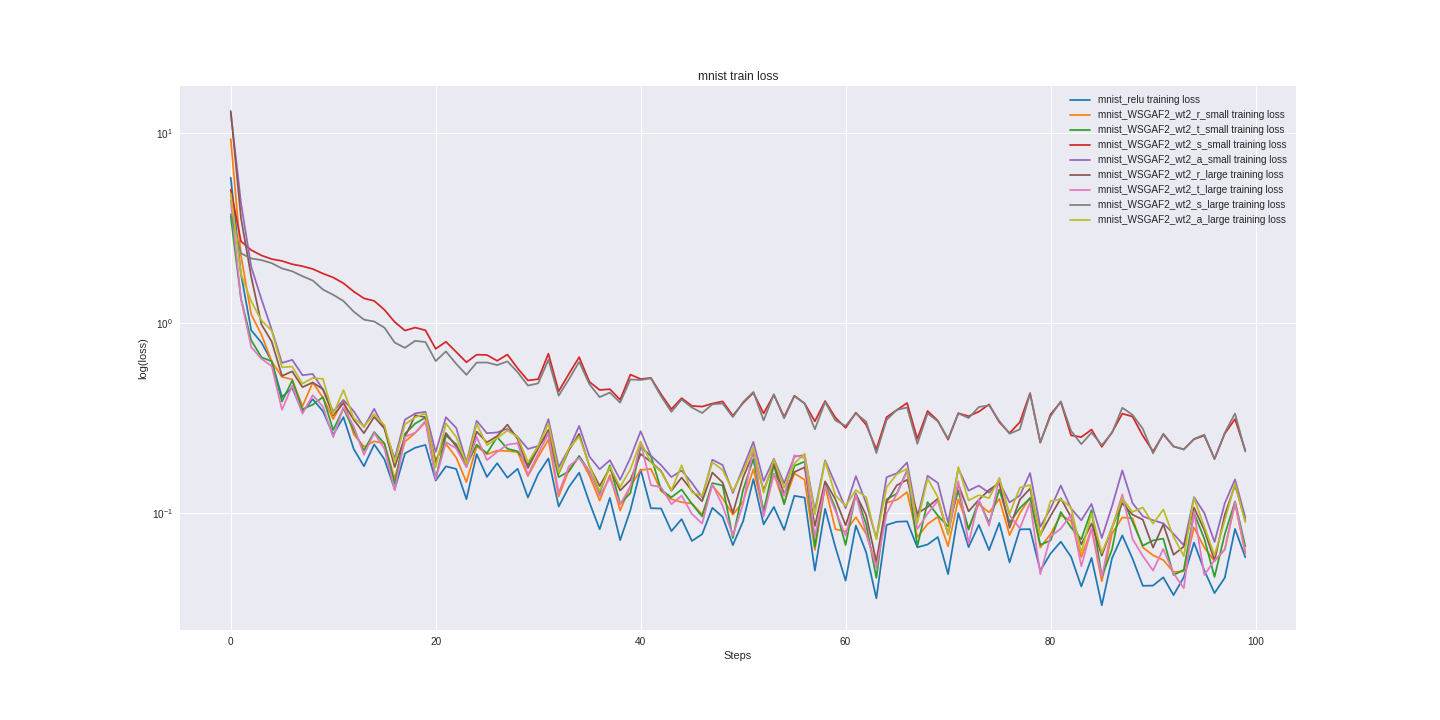 mnist train loss
mnist_relu training loss
mnist_WSGAF2_wt2_r_small training loss
mnist_WSGAF2_wt2_t_small training loss
mnist_WSGAF2_wt2_s_small training loss
mnist_WSGAF2_wt2_a_small training loss
mnist_WSGAF2_wt2_r_large training loss
mnist_WSGAF2_wt2_t_large training loss
mnist_WSGAF2_wt2_s_large training loss
mnist_WSGAF2_wt2_a_large training loss
10¹
10⁰
10⁻¹
log(loss)
0 20 40 60 80 100
Steps